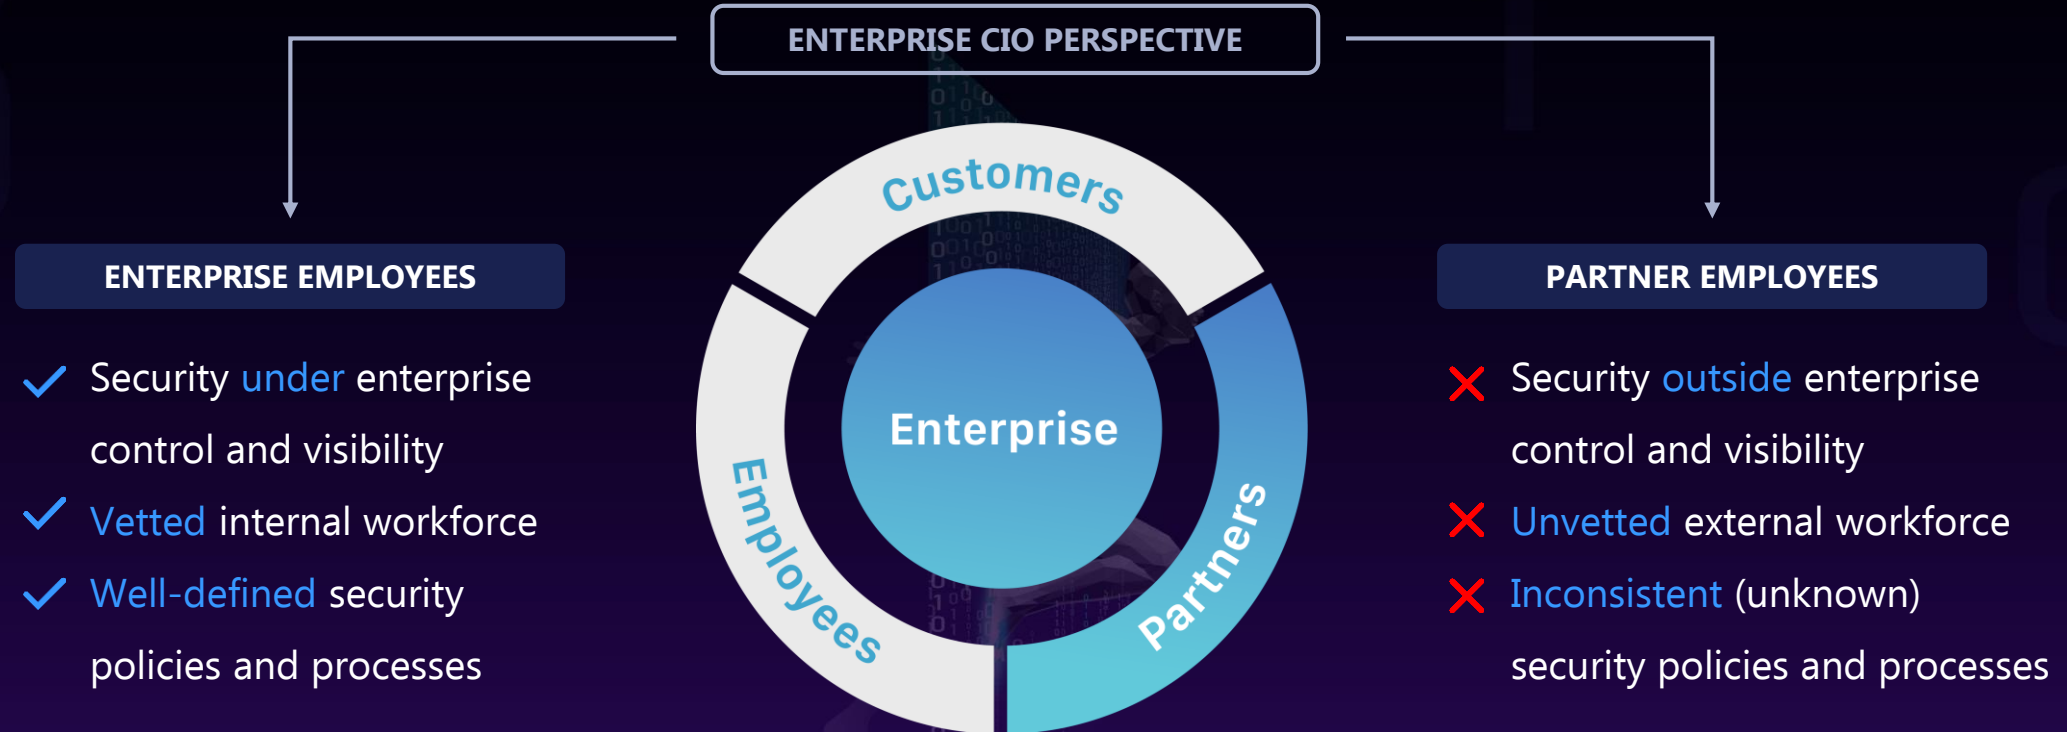 ENTERPRISE CIO PERSPECTIVE
ENTERPRISE EMPLOYEES
Security under enterprise
control and visibility
Vetted internal workforce
Well-defined security
policies and processes
Customers
Enterprise
Employees
Partners
PARTNER EMPLOYEES
Security outside enterprise
control and visibility
Unvetted external workforce
Inconsistent (unknown)
security policies and processes